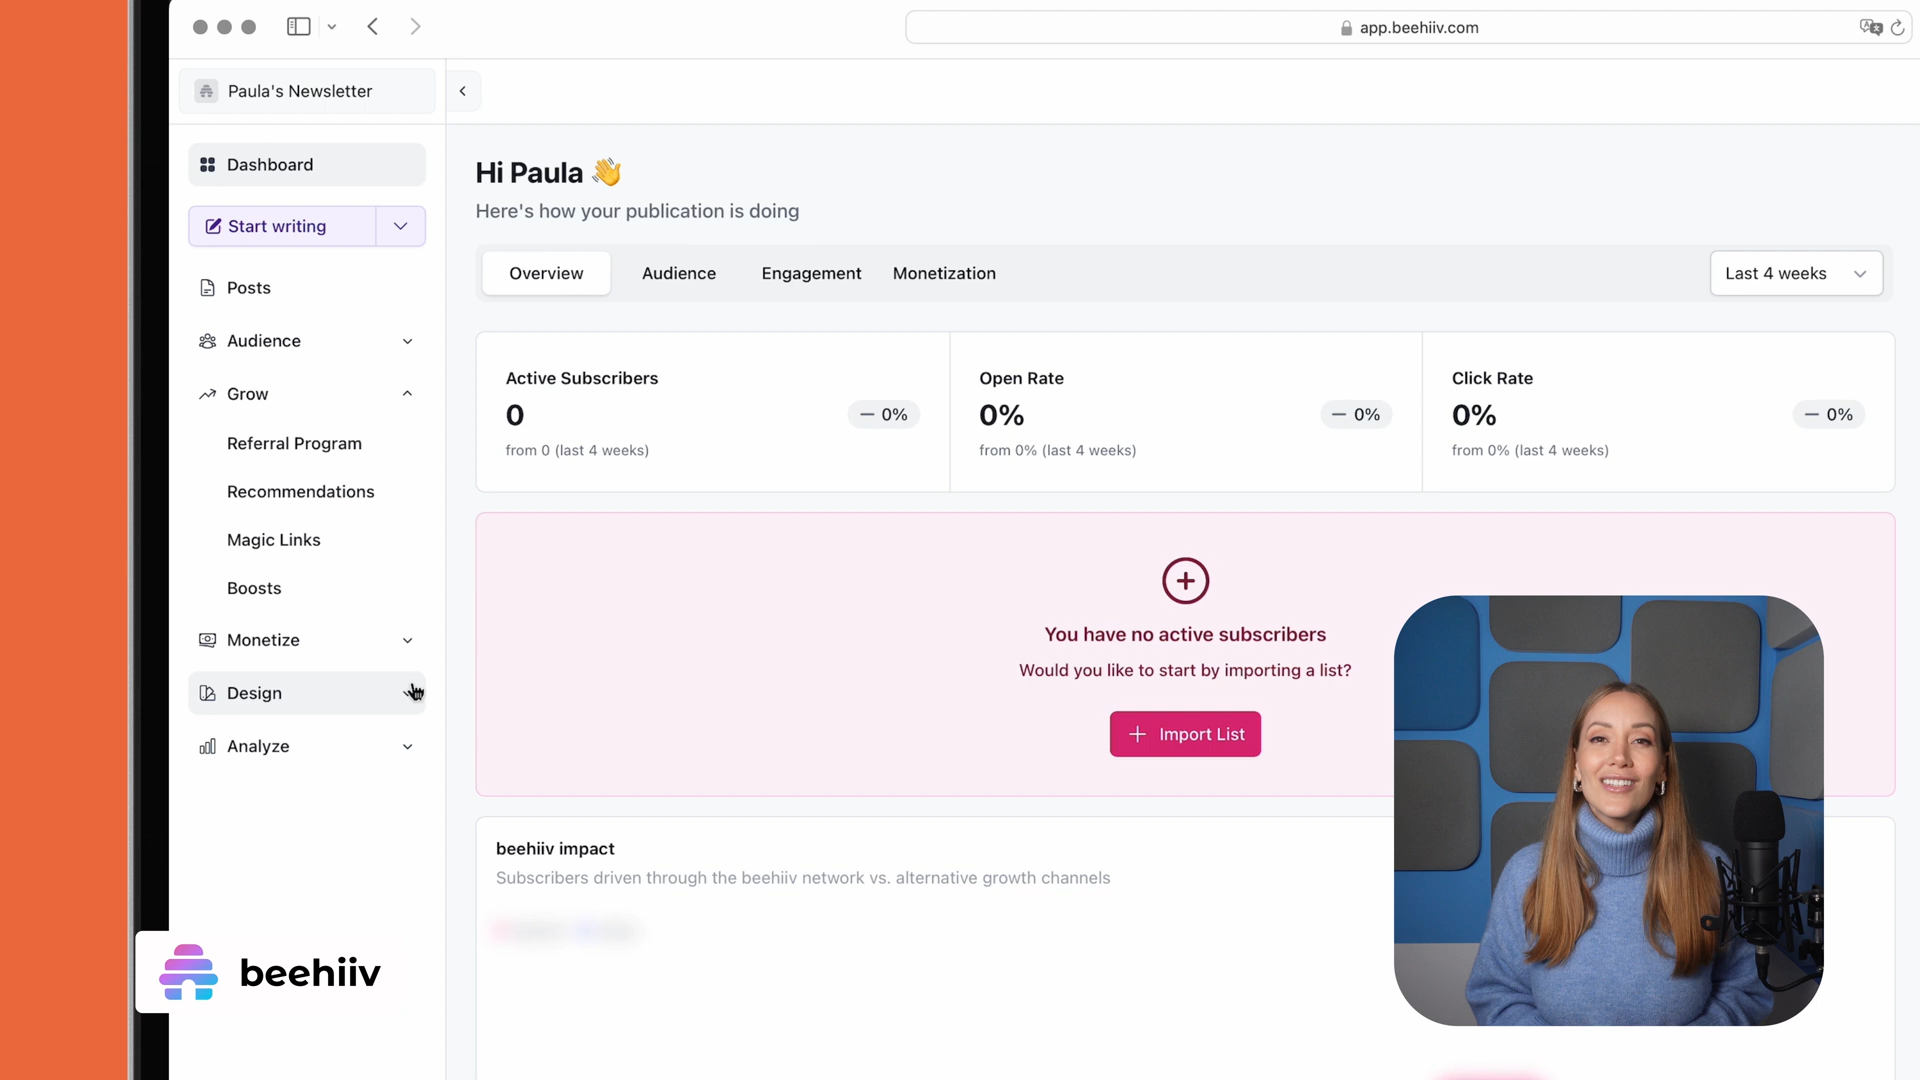 app.beehiiv.com
Paula's Newsletter
Dashboard
Start writing
Posts
Audience
Grow
Referral Program
Recommendations
Magic Links
Boosts
Monetize
Design
Analyze
beehiiv
Hi Paula 👋
Here's how your publication is doing
Overview Audience Engagement Monetization Last 4 weeks
Active Subscribers
0 — 0%
from 0 (last 4 weeks)
Open Rate
0% — 0%
from 0% (last 4 weeks)
Click Rate
0% — 0%
from 0% (last 4 weeks)
You have no active subscribers
Would you like to start by importing a list?
+ Import List
beehiiv impact
Subscribers driven through the beehiiv network vs. alternative growth channels